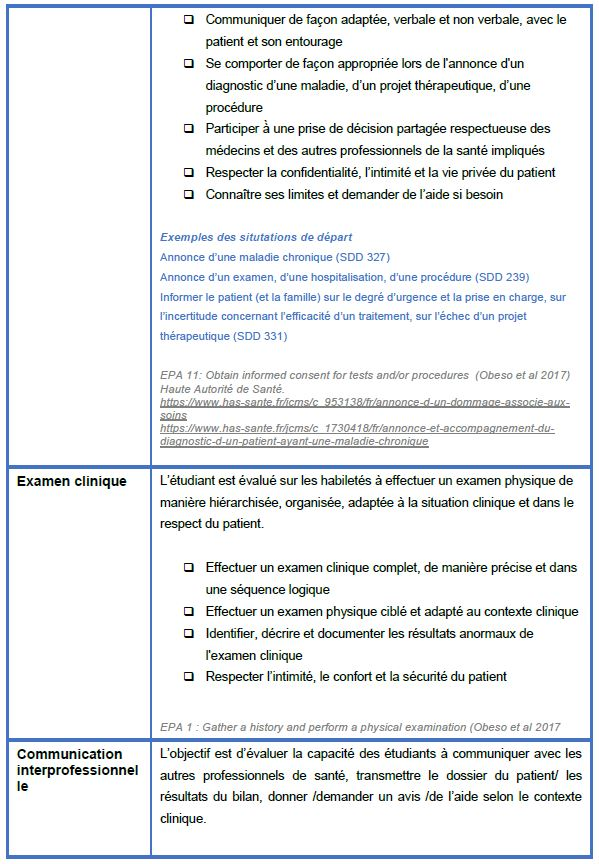 ❑ Communiquer de façon adaptée, verbale et non verbale, avec le
patient et son entourage
❑ Se comporter de façon appropriée lors de l'annonce d'un
diagnostic d'une maladie, d'un projet thérapeutique, d'une
procédure
❑ Participer à une prise de décision partagée respectueuse des
médecins et des autres professionnels de la santé impliqués
❑ Respecter la confidentialité, l'intimité et la vie privée du patient
❑ Connaître ses limites et demander de l'aide si besoin
Exemples des situtations de départ
Annonce d'une maladie chronique (SDD 327)
Annonce d'un examen, d'une hospitalisation, d'une procédure (SDD 239)
Informer le patient (et la famille) sur le degré d'urgence et la prise en charge, sur
l'incertitude concernant l'efficacité d'un traitement, sur l'échec d'un projet
thérapeutique (SDD 331)
EPA 11: Obtain informed consent for tests and/or procedures (Obeso et al 2017)
Haute Autorité de Santé.
https://www.has-sante.fr/jcms/c_953138/fr/annonce-d-un-dommage-associe-aux-
soins
https://www.has-sante.fr/jcms/c_1730418/fr/annonce-et-accompagnement-du-
diagnostic-d-un-patient-ayant-une-maladie-chronique
Examen clinique
L'étudiant est évalué sur les habiletés à effectuer un examen physique de
manière hiérarchisée, organisée, adaptée à la situation clinique et dans le
respect du patient.
❑ Effectuer un examen clinique complet, de manière précise et dans
une séquence logique
❑ Effectuer un examen physique ciblé et adapté au contexte clinique
❑ Identifier, décrire et documenter les résultats anormaux de
l'examen clinique
❑ Respecter l'intimité, le confort et la sécurité du patient
EPA 1 : Gather a history and perform a physical examination (Obeso et al 2017
Communication
interprofessionnel
le
L'objectif est d'évaluer la capacité des étudiants à communiquer avec les
autres professionnels de santé, transmettre le dossier du patient/ les
résultats du bilan, donner /demander un avis /de l'aide selon le contexte
clinique.